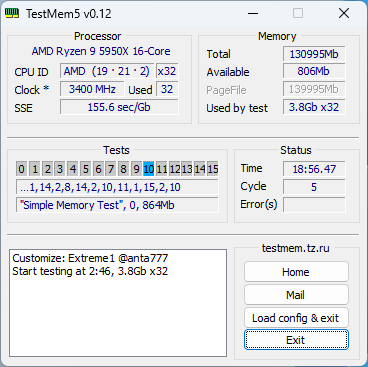 TestMem5 v0.12
Processor
AMD Ryzen 9 5950X 16-Core
CPU ID AMD (19 · 21 · 2) x32
Clock * 3400 MHz Used 32
SSE 155.6 sec/Gb
Memory
Total 130995Mb
Available 806Mb
PageFile 139995Mb
Used by test 3.8Gb x32
Tests
0 1 2 3 4 5 6 7 8 9 10 11 12 13 14 15
...1,14,2,8,14,2,10,11,1,15,2,10
"Simple Memory Test", 0, 864Mb
Status
Time 18:56.47
Cycle 5
Error(s)
Customize: Extreme1 @anta777
Start testing at 2:46, 3.8Gb x32
testmem.tz.ru
Home
Mail
Load config & exit
Exit